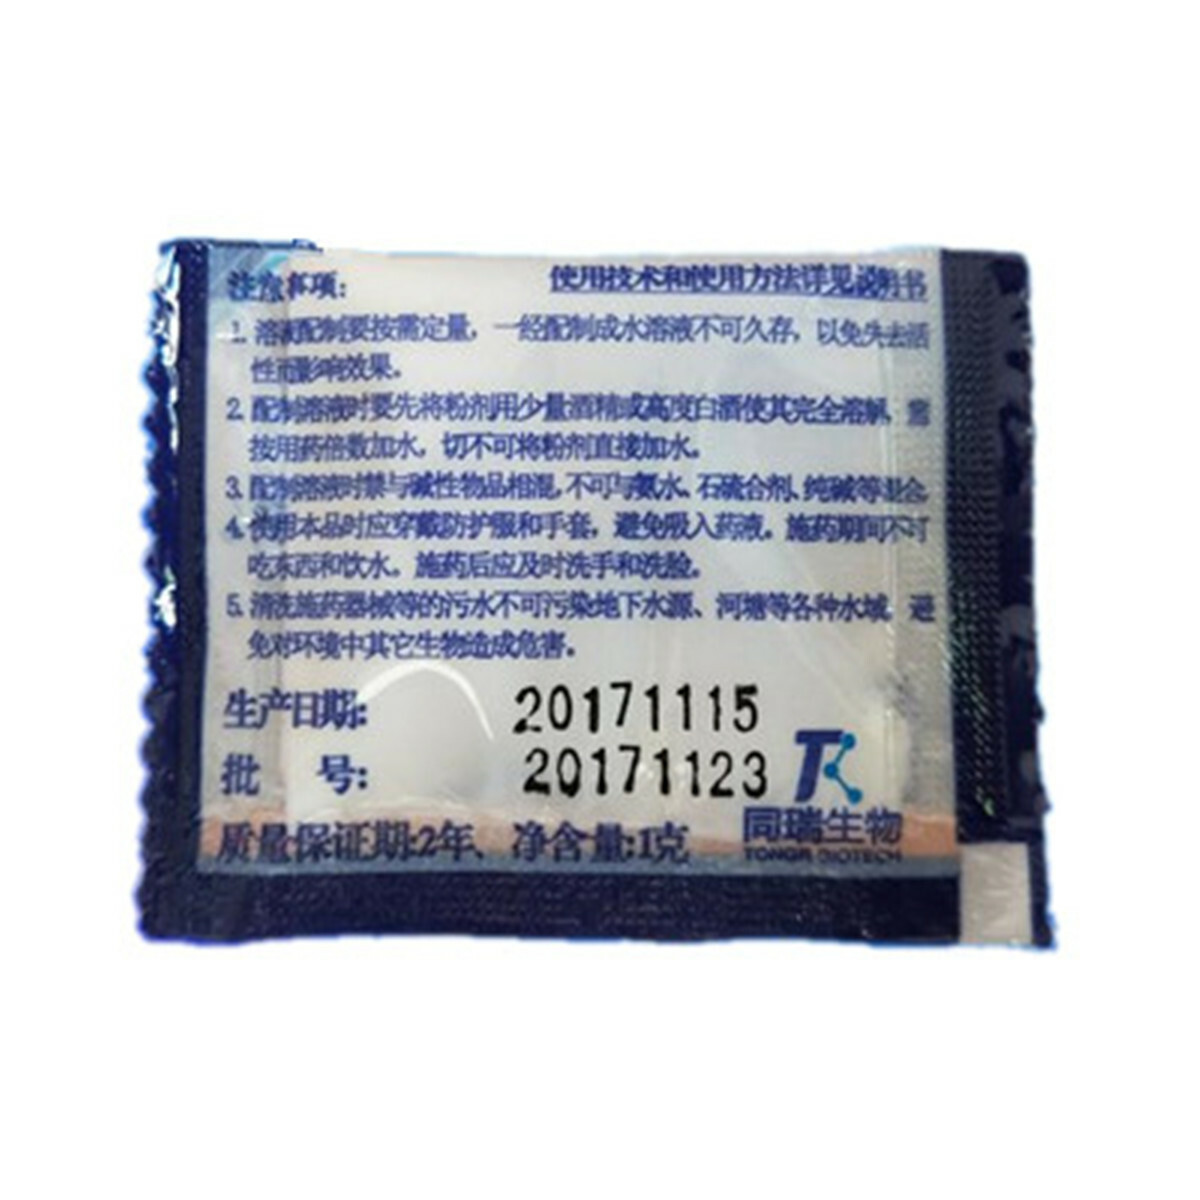 注意事项: 使用技术和使用方法详见说明书
1. 溶液配制要按需定量，一经配制成水溶液不可久存，以免失去活
性而影响效果。
2. 配制溶液时要先将粉剂用少量酒精或高度白酒使其完全溶解，
按用药倍数加水，切不可将粉剂直接加水。
3. 配制溶液时禁与碱性物品相混，不可与氨水、石硫合剂、纯碱等混合
4. 使用本品时应穿戴防护服和手套，避免吸入药液。施药期间不可
吃东西和饮水。施药后应及时洗手和洗脸。
5. 清洗施药器械等的污水不可污染地下水源、河塘等各种水域，避
免对环境中其它生物造成危害。
生产日期: 20171115
批 号: 20171123
质量保证期:2年、净含量:1克
同瑞生物
TONGR BIOTECH